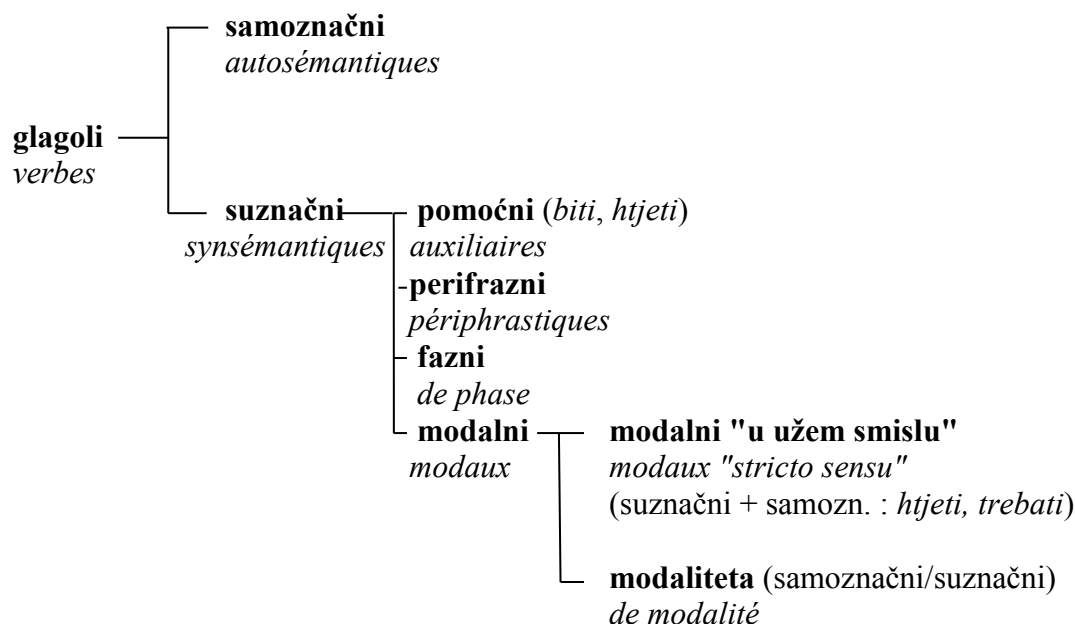 samoznačni
autosémantiques
glagoli
verbes
suznačni
pomoćni (biti, htjeti)
synsémantiques
auxiliaires
perifrazni
périphrastiques
fazni
de phase
modalni
modalni "u užem smislu"
modaux
modaux "stricto sensu"
(suznačni + samozn. : htjeti, trebati)
modaliteta (samoznačni/suznačni)
de modalité